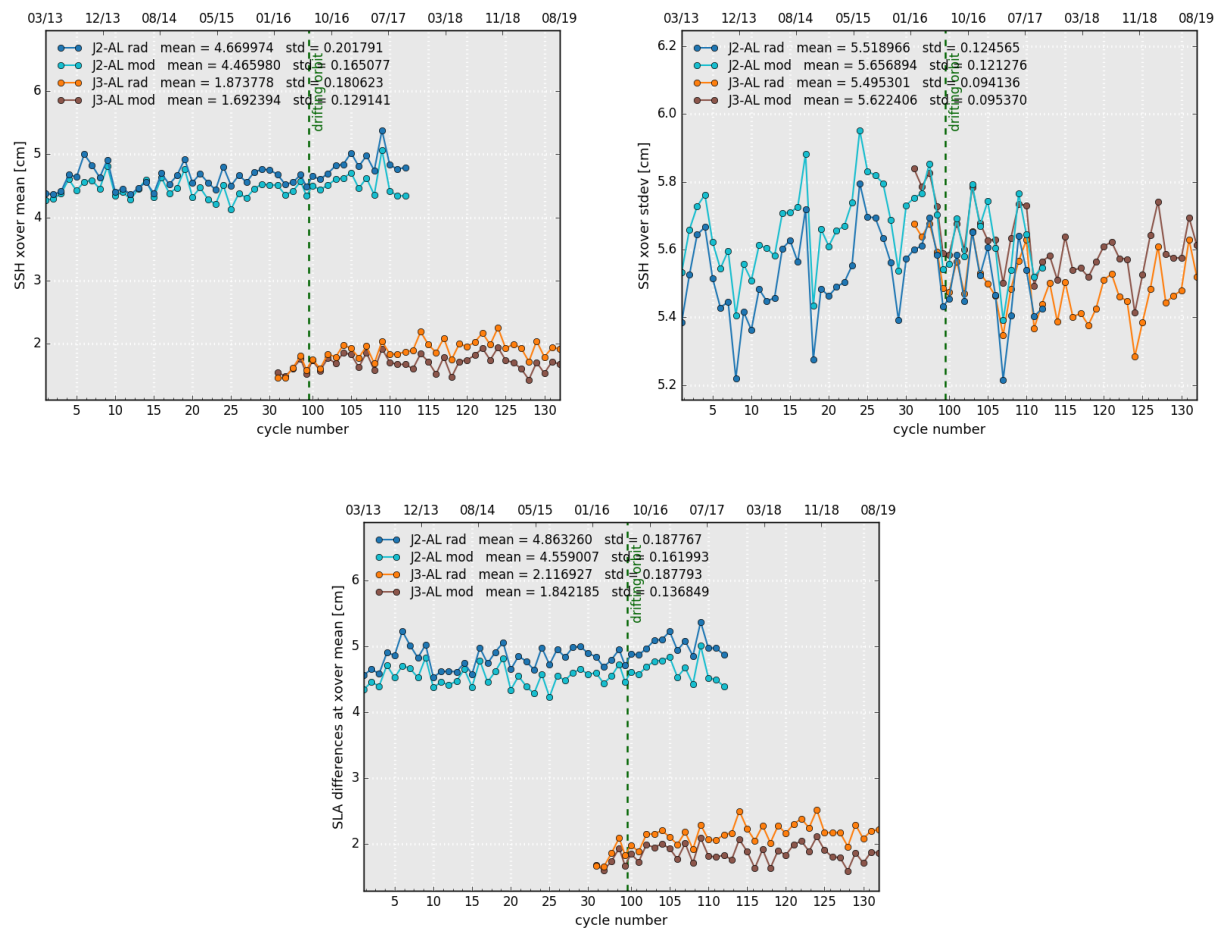 03/13 12/13 08/14 05/15 01/16 10/16 07/17 03/18 11/18 08/19
J2-AL rad mean = 4.669974 std = 0.201791
J2-AL mod mean = 4.465980 std = 0.165077
J3-AL rad mean = 1.873778 std = 0.180623
J3-AL mod mean = 1.692394 std = 0.129141
drifting orbit
SSH xover mean [cm]
6
5
4
3
2
5 10 15 20 25 30 100 105 110 115 120 125 130
cycle number
03/13 12/13 08/14 05/15 01/16 10/16 07/17 03/18 11/18 08/19
J2-AL rad mean = 5.518966 std = 0.124565
J2-AL mod mean = 5.656894 std = 0.121276
J3-AL rad mean = 5.495301 std = 0.094136
J3-AL mod mean = 5.622406 std = 0.095370
drifting orbit
SSH xover stdev [cm]
6.2
6.0
5.8
5.6
5.4
5.2
5 10 15 20 25 30 100 105 110 115 120 125 130
cycle number
03/13 12/13 08/14 05/15 01/16 10/16 07/17 03/18 11/18 08/19
J2-AL rad mean = 4.863260 std = 0.187767
J2-AL mod mean = 4.559007 std = 0.161993
J3-AL rad mean = 2.116927 std = 0.187793
J3-AL mod mean = 1.842185 std = 0.136849
drifting orbit
SLA differences at xover mean [cm]
6
5
4
3
2
5 10 15 20 25 30 100 105 110 115 120 125 130
cycle number